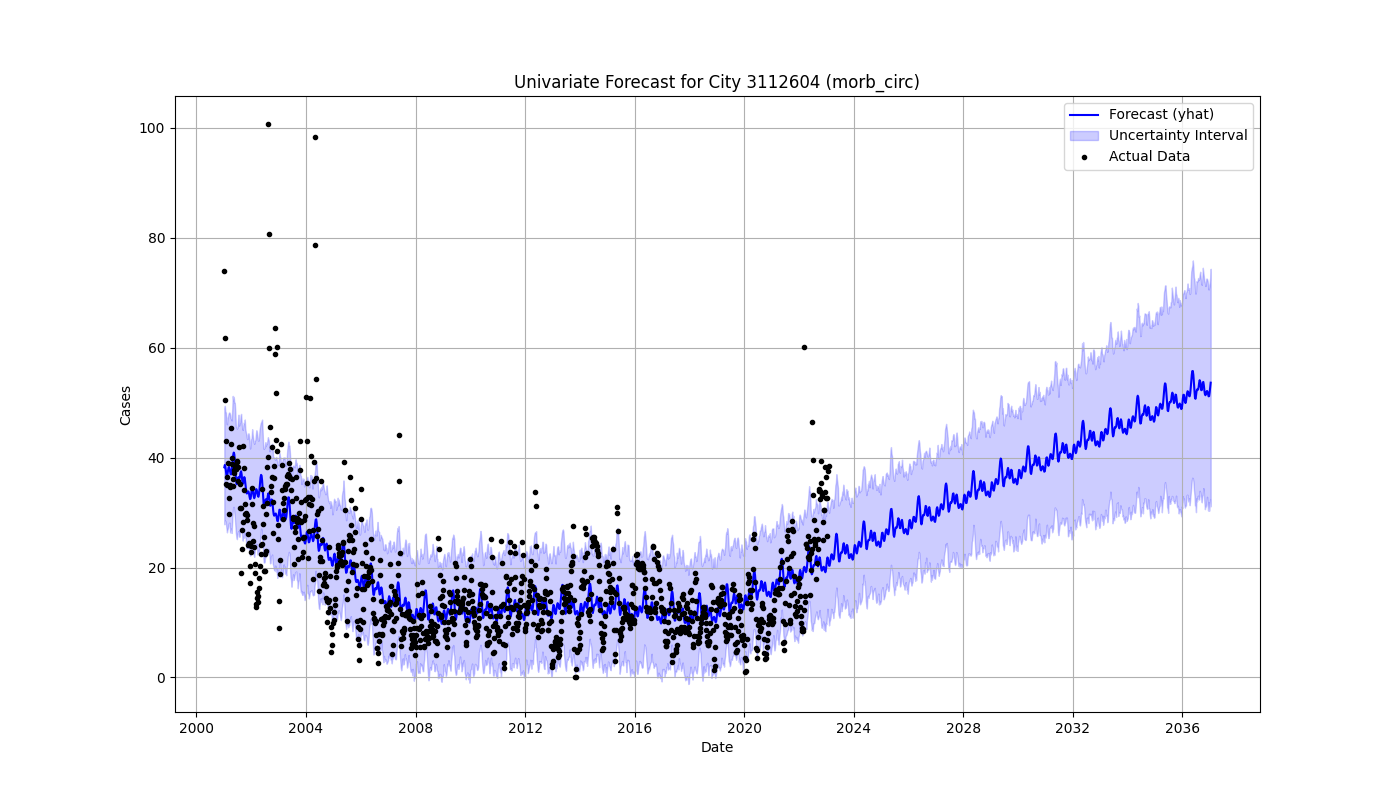 Univariate Forecast for City 3112604 (morb_circ)
Forecast (yhat)
Uncertainty Interval
Actual Data
Cases
100
80
60
40
20
0
2000 2004 2008 2012 2016 2020 2024 2028 2032 2036
Date